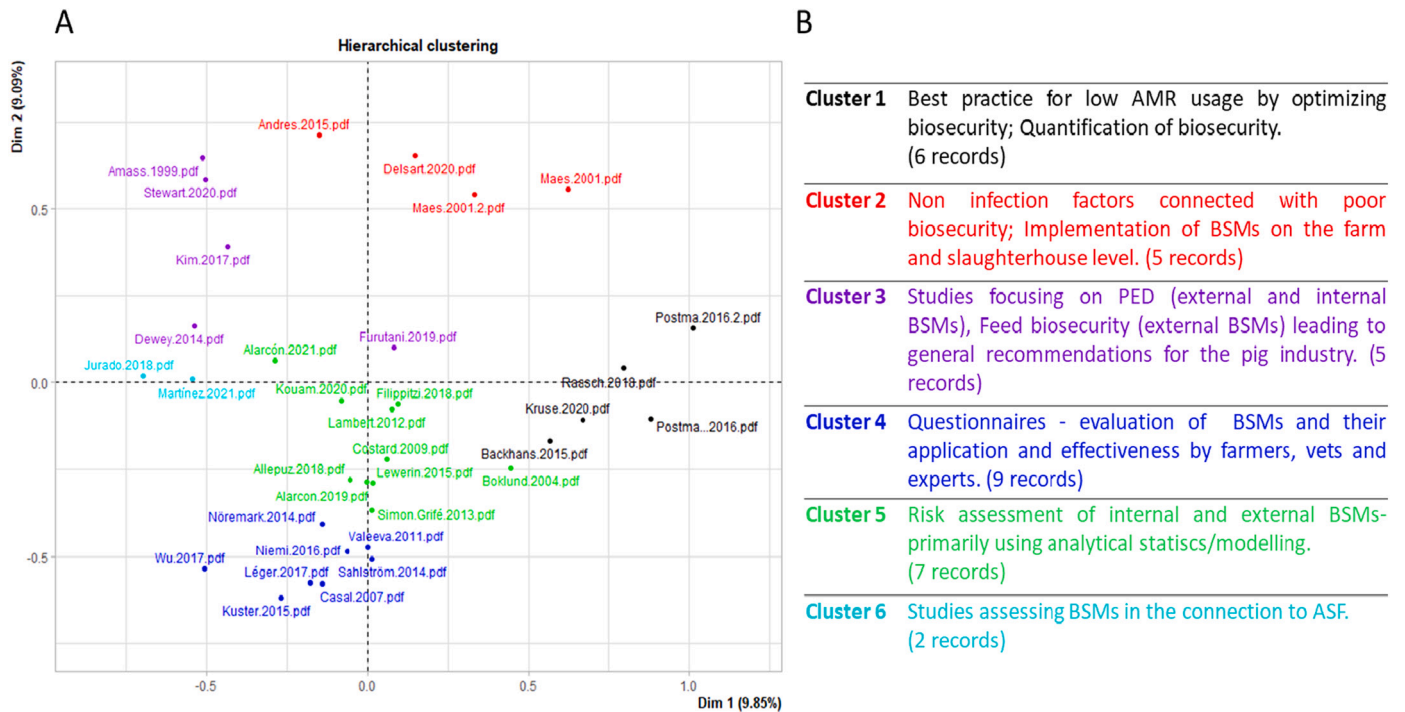 A
B
Hierarchical clustering
Dim 2 (9.09%)
0.5
0.0
-0.5
-0.5
0.0
0.5
1.0
Dim 1 (9.85%)
Andres.2015.pdf
Amass.1999.pdf
Delsart.2020.pdf
Maes.2001.pdf
Stewart.2020.pdf
Maes.2001.2.pdf
Kim.2017.pdf
Postma.2016.2.pdf
Dewey.2014.pdf
Furutani.2019.pdf
Alarcón.2021.pdf
Jurado.2018.pdf
Raasch.2018.pdf
Martínez.2021.pdf
Kouam.2020.pdf
Filippitzi.2018.pdf
Kruse.2020.pdf
Lambert.2012.pdf
Postma...2016.pdf
Costard.2009.pdf
Backhans.2015.pdf
Allepuz.2018.pdf
Lewerin.2015.pdf
Boklund.2004.pdf
Alarcon.2019.pdf
Nöremark.2014.pdf
Simon.Grifé.2013.pdf
Valeeva.2011.pdf
Wu.2017.pdf
Niemi.2016.pdf
Léger.2017.pdf
Sahlström.2014.pdf
Casal.2007.pdf
Kuster.2015.pdf
Cluster 1 Best practice for low AMR usage by optimizing
biosecurity; Quantification of biosecurity.
(6 records)
Cluster 2 Non infection factors connected with poor
biosecurity; Implementation of BSMs on the farm
and slaughterhouse level. (5 records)
Cluster 3 Studies focusing on PED (external and internal
BSMs), Feed biosecurity (external BSMs) leading to
general recommendations for the pig industry. (5
records)
Cluster 4 Questionnaires - evaluation of BSMs and their
application and effectiveness by farmers, vets and
experts. (9 records)
Cluster 5 Risk assessment of internal and external BSMs-
primarily using analytical statiscs/modelling.
(7 records)
Cluster 6 Studies assessing BSMs in the connection to ASF.
(2 records)